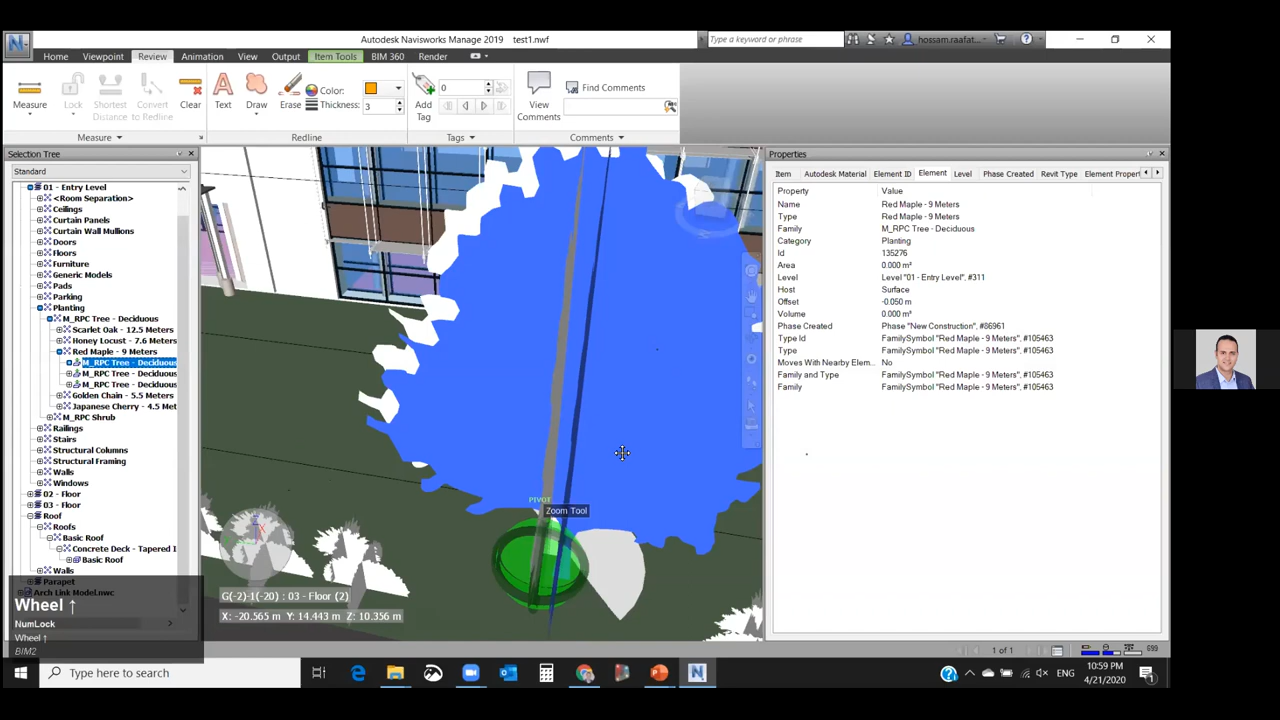 N
Autodesk Navisworks Manage 2019 test1.nwf
Type a keyword or phrase
hossam.raafat...
Home Viewpoint Review Animation View Output Item Tools BIM 360 Render
Measure
Lock
Shortest Distance
Convert to Redline
Clear
Text
Draw
Erase
Color:
Thickness: 3
Add Tag
0
View Comments
Find Comments
Measure
Redline
Tags
Comments
Selection Tree
Standard
01 - Entry Level
<Room Separation>
Ceilings
Curtain Panels
Curtain Wall Mullions
Doors
Floors
Furniture
Generic Models
Pads
Parking
Planting
M_RPC Tree - Deciduous
Scarlet Oak - 12.5 Meters
Honey Locust - 7.6 Meters
Red Maple - 9 Meters
M_RPC Tree - Deciduous
M_RPC Tree - Deciduous
M_RPC Tree - Deciduous
Golden Chain - 5.5 Meters
Japanese Cherry - 4.5 Met
M_RPC Shrub
Railings
Stairs
Structural Columns
Structural Framing
Walls
Windows
02 - Floor
03 - Floor
Roof
Roofs
Basic Roof
Concrete Deck - Tapered I
Basic Roof
Walls
Parapet
Arch Link Model.nwc
Wheel ↑
NumLock
Wheel ↑
BIM2
PIVOT
Zoom Tool
G(-2)-1(-20) : 03 - Floor (2)
X: -20.565 m Y: 14.443 m Z: 10.356 m
Properties
Item Autodesk Material Element ID Element Level Phase Created Revit Type Element Propert
Property Value
Name Red Maple - 9 Meters
Type Red Maple - 9 Meters
Family M_RPC Tree - Deciduous
Category Planting
Id 135276
Area 0.000 m²
Level Level "01 - Entry Level", #311
Host Surface
Offset -0.050 m
Volume 0.000 m³
Phase Created Phase "New Construction", #86961
Type Id FamilySymbol "Red Maple - 9 Meters", #105463
Type FamilySymbol "Red Maple - 9 Meters", #105463
Moves With Nearby Elem... No
Family and Type FamilySymbol "Red Maple - 9 Meters", #105463
Family FamilySymbol "Red Maple - 9 Meters", #105463
1 of 1
699
Type here to search
ENG
10:59 PM
4/21/2020